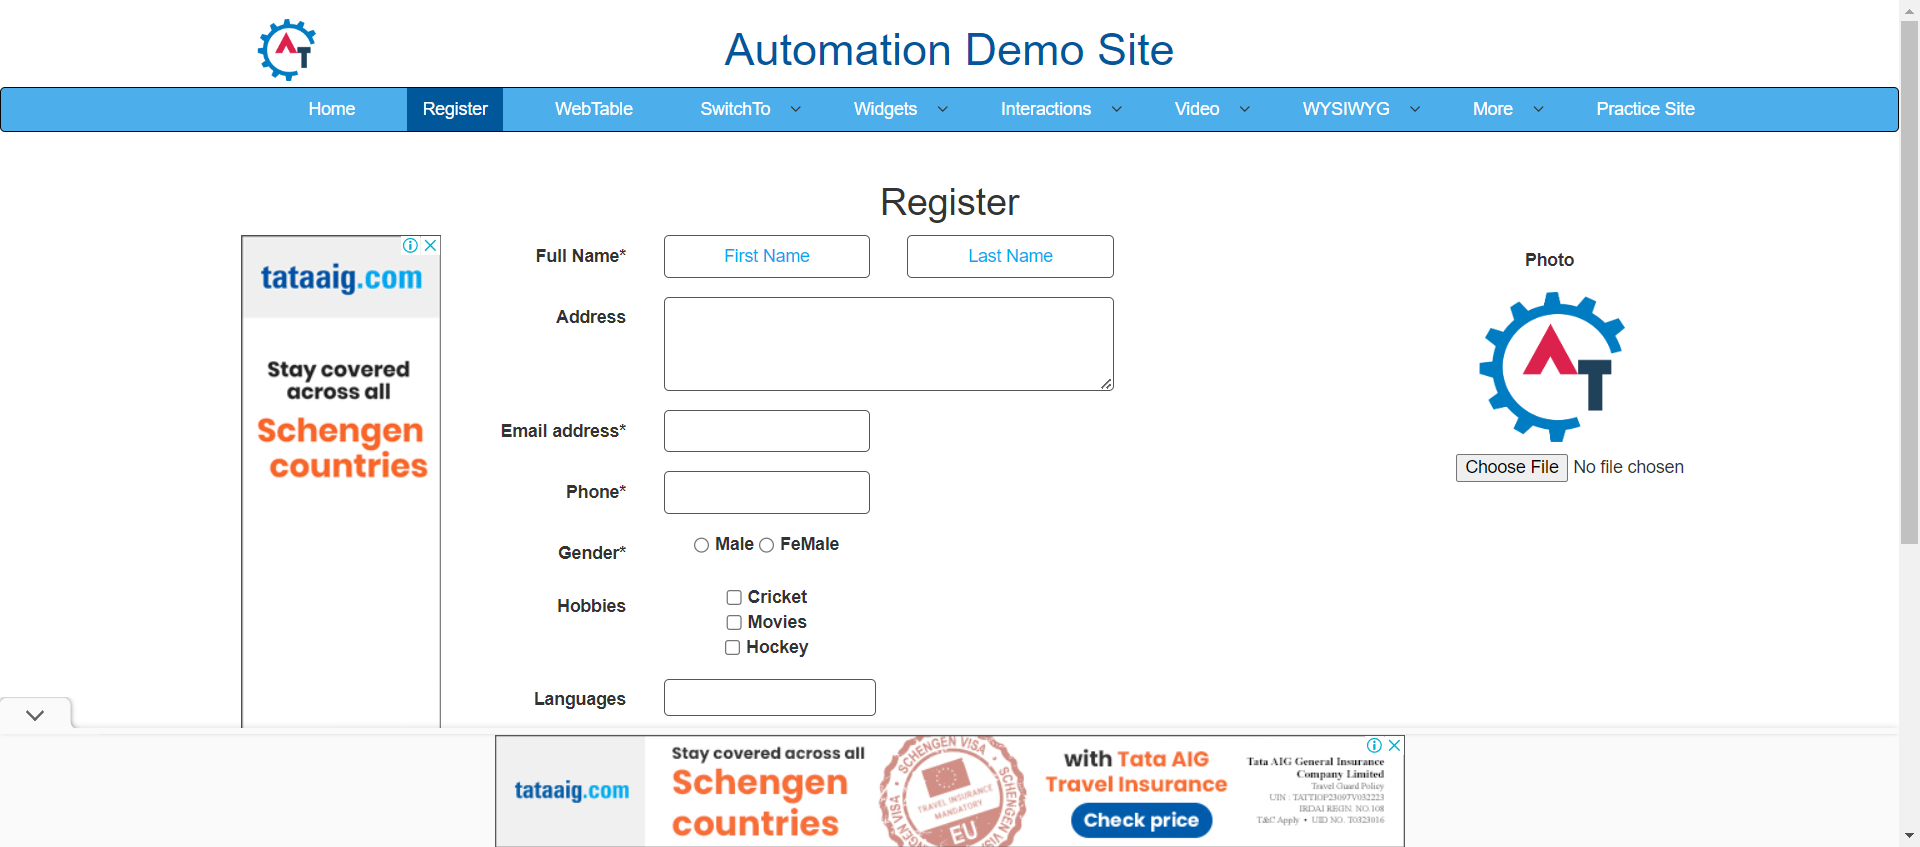 AT
Automation Demo Site
Home Register WebTable SwitchTo Widgets Interactions Video WYSIWYG More Practice Site
Register
tataaig.com
Stay covered
across all
Schengen
countries
Full Name* First Name Last Name
Address
Email address*
Phone*
Gender* Male FeMale
Hobbies Cricket
Movies
Hockey
Languages
Photo
AT
Choose File No file chosen
tataaig.com
Stay covered across all
Schengen
countries
SCHENGEN VISA
TRAVEL INSURANCE
MANDATORY
EU
with Tata AIG
Travel Insurance
Check price
Tata AIG General Insurance
Company Limited
Travel Guard Policy
UIN : TATTIOP23097V032223
IRDAI REGN. NO.108
T&C Apply • UID NO. T0323016